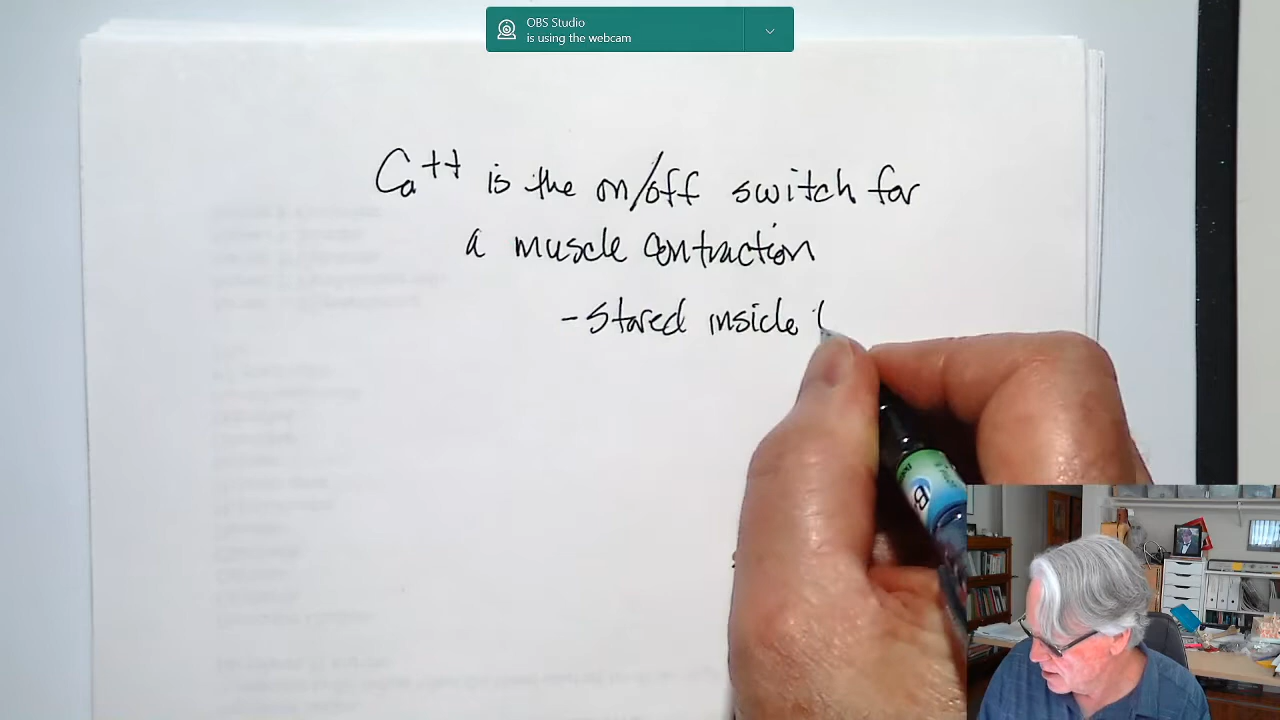 OBS Studio
is using the webcam
Ca++ is the on/off switch for
a muscle contraction
- Stored inside
B